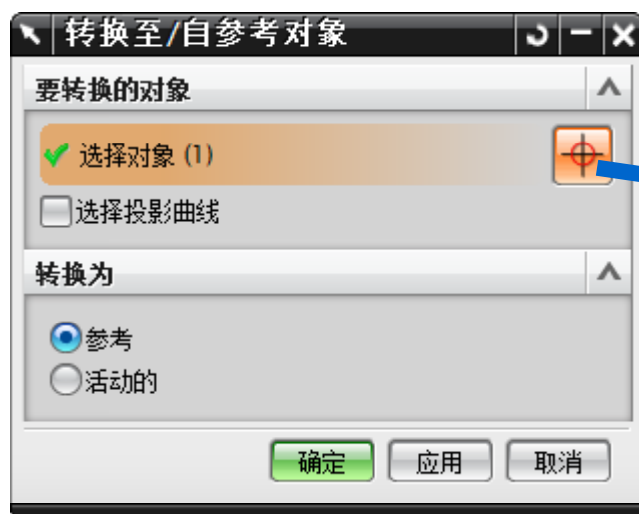 转换至/自参考对象
要转换的对象
选择对象 (1)
选择投影曲线
转换为
参考
活动的
确定 应用 取消